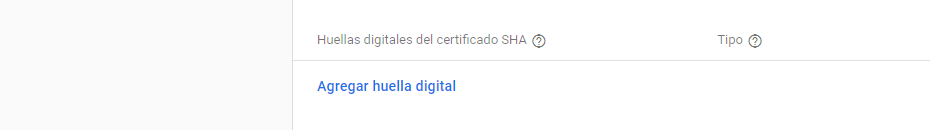 Huellas digitales del certificado SHA Tipo
Agregar huella digital